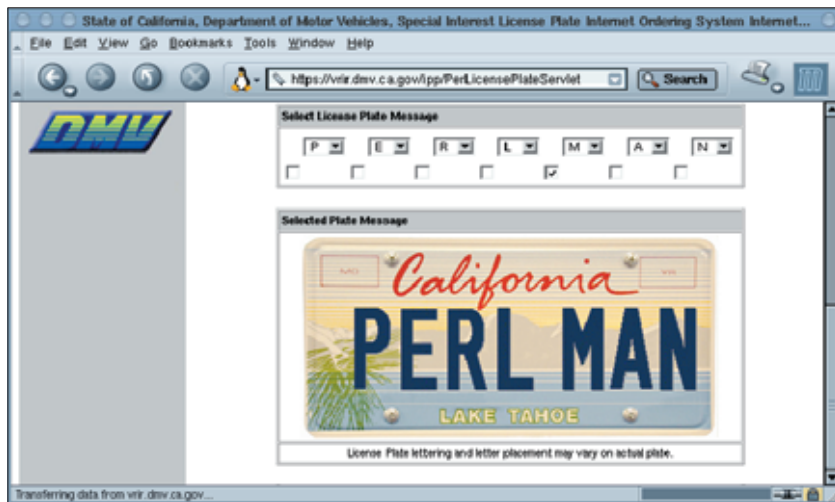 State of California, Department of Motor Vehicles, Special Interest License Plate Internet Ordering System Internet...
File Edit View Go Bookmarks Tools Window Help
https://vrir.dmv.ca.gov/ipp/PerLicensePlateServlet Search
DMV
Select License Plate Message
P E R L M A N
Selected Plate Message
MO California YR
PERL MAN
LAKE TAHOE
License Plate lettering and letter placement may vary on actual plate.
Transferring data from vrir.dmv.ca.gov...